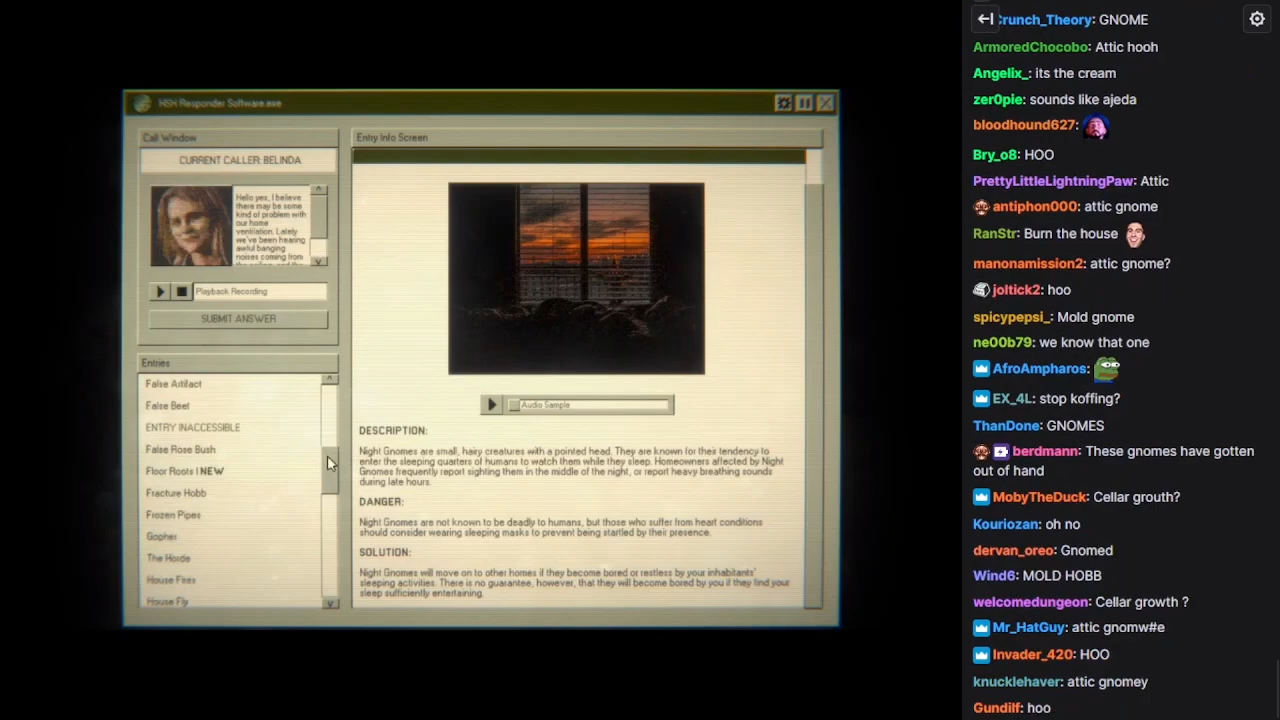 HSH Responder Software.exe
Call Window
CURRENT CALLER: BELINDA
Hello yes, I believe
there may be some
kind of problem with
our home
ventilation. Lately
we've been hearing
awful banging
noises coming from
Playback Recording
SUBMIT ANSWER
Entries
False Artifact
False Beet
ENTRY INACCESSIBLE
False Rose Bush
Floor Roots | NEW
Fracture Hobb
Frozen Pipes
Gopher
The Horde
House Fires
House Fly
Entry Info Screen
Audio Sample
DESCRIPTION:
Night Gnomes are small, hairy creatures with a pointed head. They are known for their tendency to
enter the sleeping quarters of humans to watch them while they sleep. Homeowners affected by Night
Gnomes frequently report sighting them in the middle of the night, or report heavy breathing sounds
during late hours.
DANGER:
Night Gnomes are not known to be deadly to humans, but those who suffer from heart conditions
should consider wearing sleeping masks to prevent being startled by their presence.
SOLUTION:
Night Gnomes will move on to other homes if they become bored or restless by your inhabitants'
sleeping activities. There is no guarantee, however, that they will become bored by you if they find your
sleep sufficiently entertaining.
Crunch_Theory: GNOME
ArmoredChocobo: Attic hooh
Angelix_: its the cream
zer0pie: sounds like ajeda
bloodhound627:
Bry_o8: HOO
PrettyLittleLightningPaw: Attic
antiphon000: attic gnome
RanStr: Burn the house
manonamission2: attic gnome?
joltick2: hoo
spicypepsi_: Mold gnome
ne00b79: we know that one
AfroAmpharos:
EX_4L: stop koffing?
ThanDone: GNOMES
berdmann: These gnomes have gotten
out of hand
MobyTheDuck: Cellar grouth?
Kouriozan: oh no
dervan_oreo: Gnomed
Wind6: MOLD HOBB
welcomedungeon: Cellar growth ?
Mr_HatGuy: attic gnomw#e
Invader_420: HOO
knucklehaver: attic gnomey
Gundilf: hoo